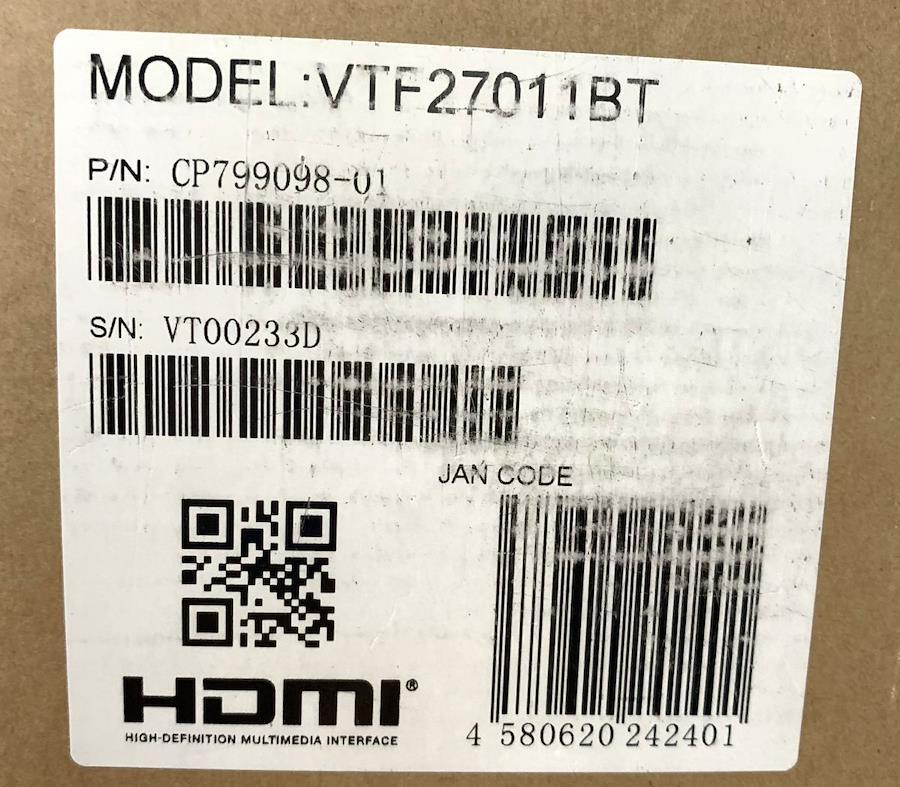 MODEL:VTF27011BT
P/N: CP799098-01
S/N: VT00233D
JAN CODE
HDMI®
HIGH-DEFINITION MULTIMEDIA INTERFACE
4 580620 242401